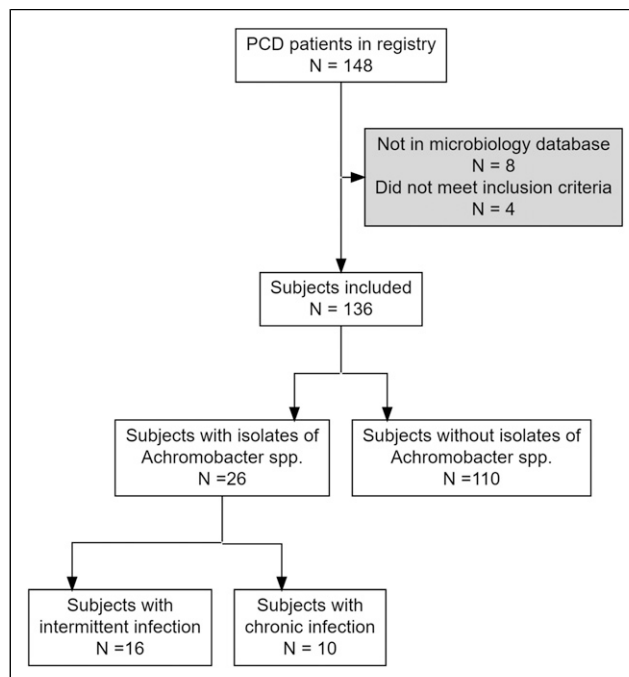 PCD patients in registry
N = 148
Not in microbiology database
N = 8
Did not meet inclusion criteria
N = 4
Subjects included
N = 136
Subjects with isolates of
Achromobacter spp.
N =26
Subjects without isolates of
Achromobacter spp.
N =110
Subjects with
intermittent infection
N =16
Subjects with
chronic infection
N = 10